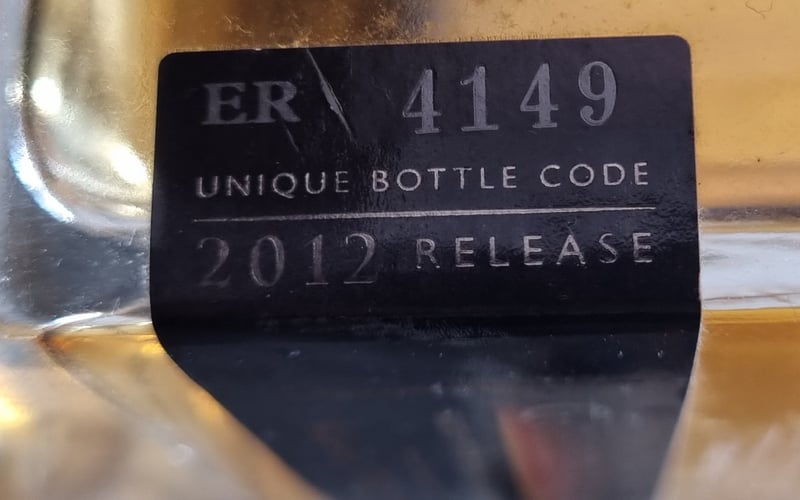 ER 4149
UNIQUE BOTTLE CODE
2012 RELEASE